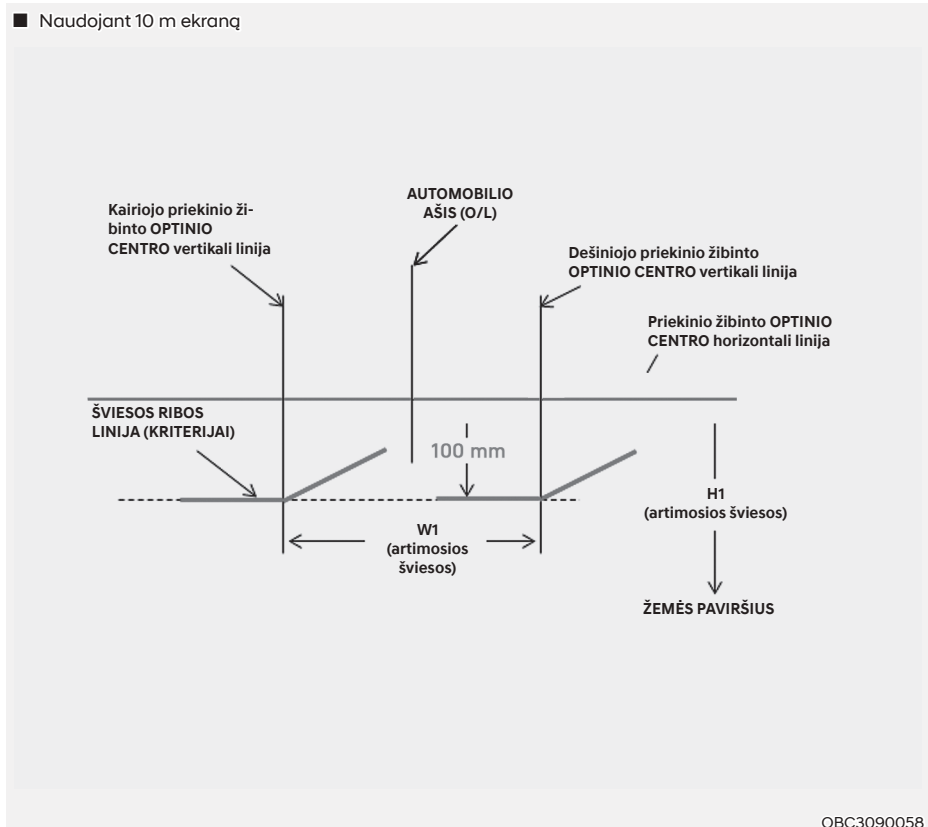 ■ Naudojant 10 m ekraną
AUTOMOBILIO
AŠIS (O/L)
Kairiojo priekinio ži-
binto OPTINIO
CENTRO vertikali linija
Dešiniojo priekinio žibinto
OPTINIO CENTRO vertikali linija
Priekinio žibinto OPTINIO
CENTRO horizontali linija
ŠVIESOS RIBOS
LINIJA (KRITERIJAI)
100 mm
H1
(artimosios šviesos)
W1
(artimosios
šviesos)
ŽEMĖS PAVIRŠIUS
OBC3090058